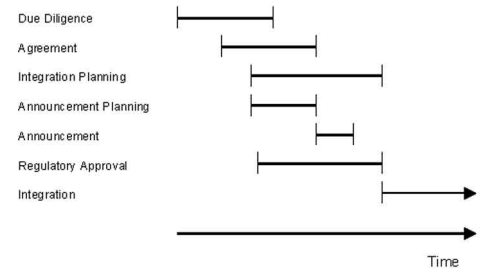 Due Diligence
Agreement
Integration Planning
Announcement Planning
Announcement
Regulatory Approval
Integration
Time